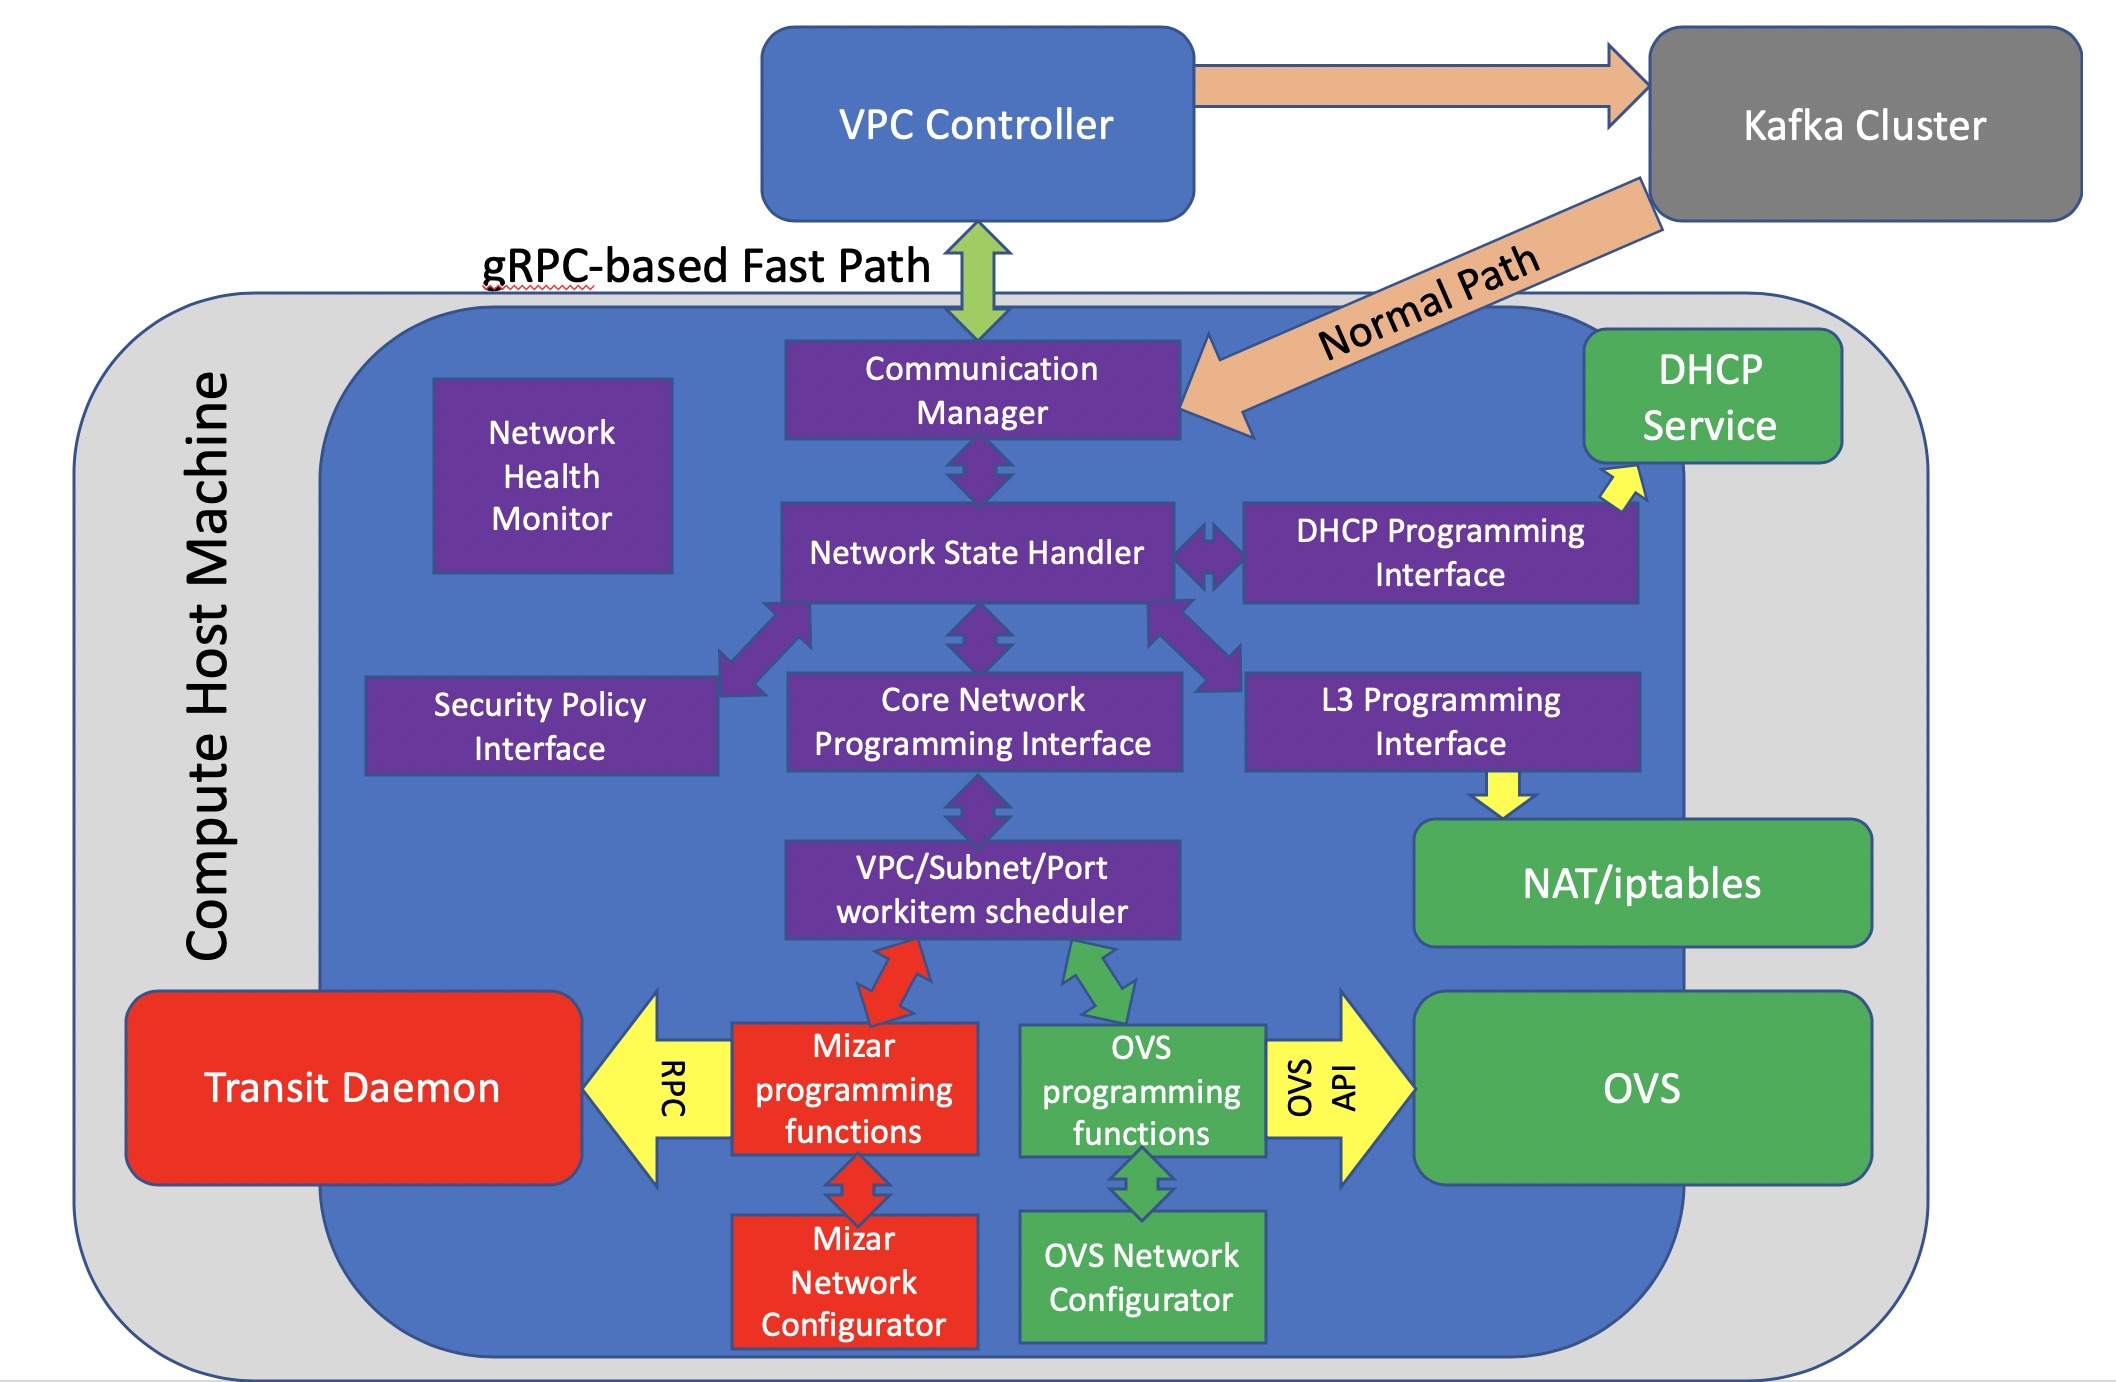 VPC Controller
Kafka Cluster
gRPC-based Fast Path
Normal Path
Compute Host Machine
Communication
Manager
DHCP
Service
Network
Health
Monitor
Network State Handler
DHCP Programming
Interface
Security Policy
Interface
Core Network
Programming Interface
L3 Programming
Interface
VPC/Subnet/Port
workitem scheduler
NAT/iptables
Transit Daemon
RPC
Mizar
programming
functions
OVS
programming
functions
OVS
API
OVS
Mizar
Network
Configurator
OVS Network
Configurator